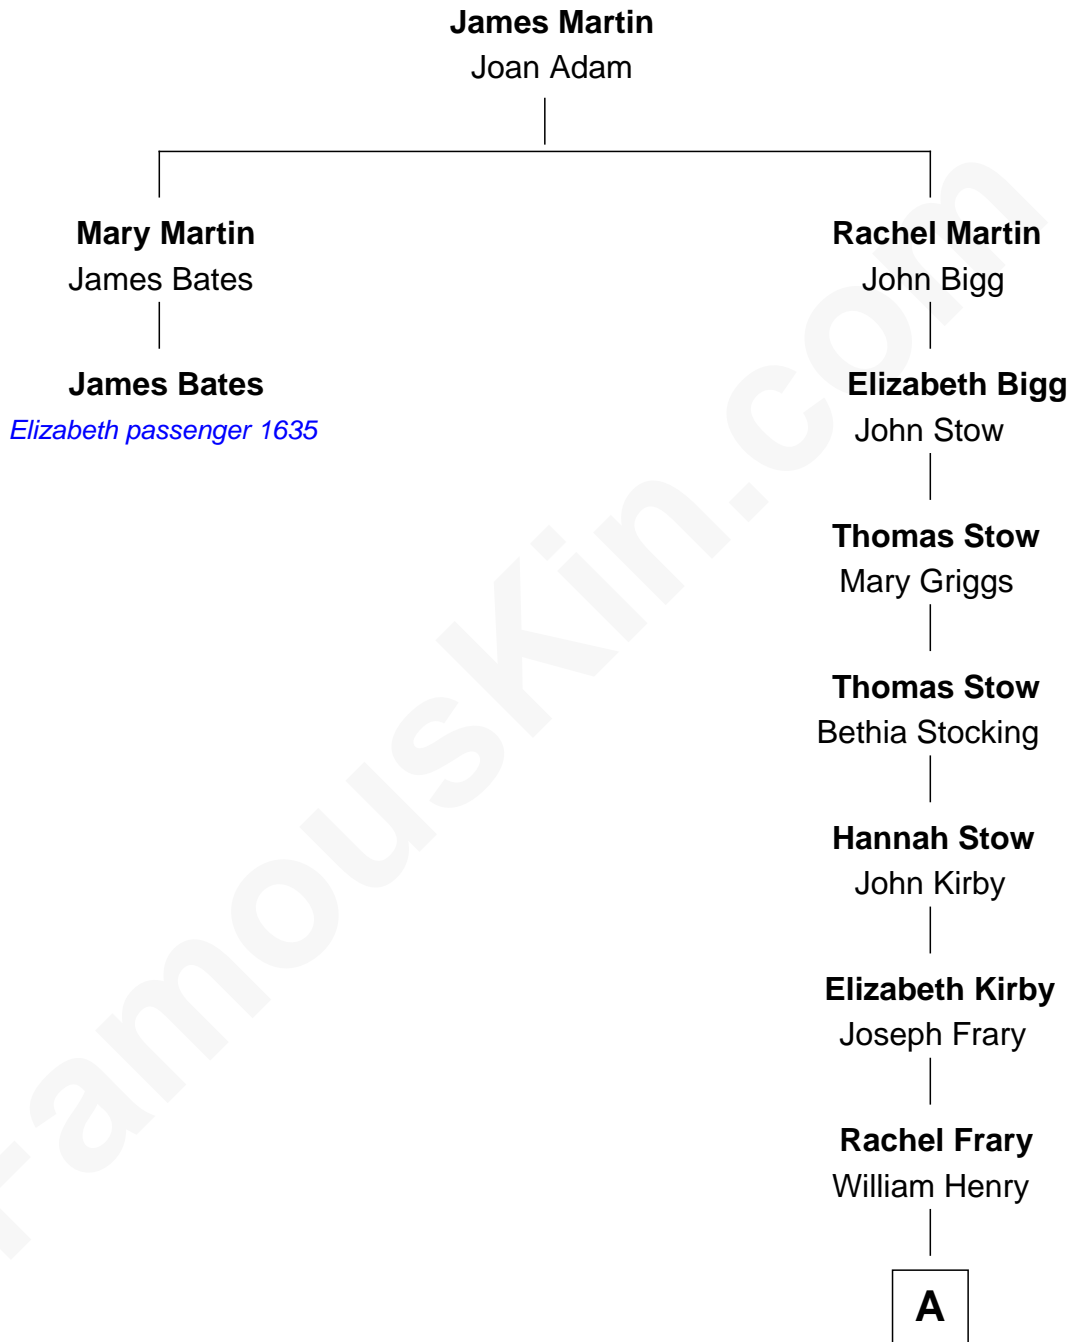 James Martin
Joan Adam
Mary Martin
James Bates
Rachel Martin
John Bigg
James Bates
Elizabeth passenger 1635
Elizabeth Bigg
John Stow
Thomas Stow
Mary Griggs
Thomas Stow
Bethia Stocking
Hannah Stow
John Kirby
Elizabeth Kirby
Joseph Frary
Rachel Frary
William Henry
A
FamousKin.com